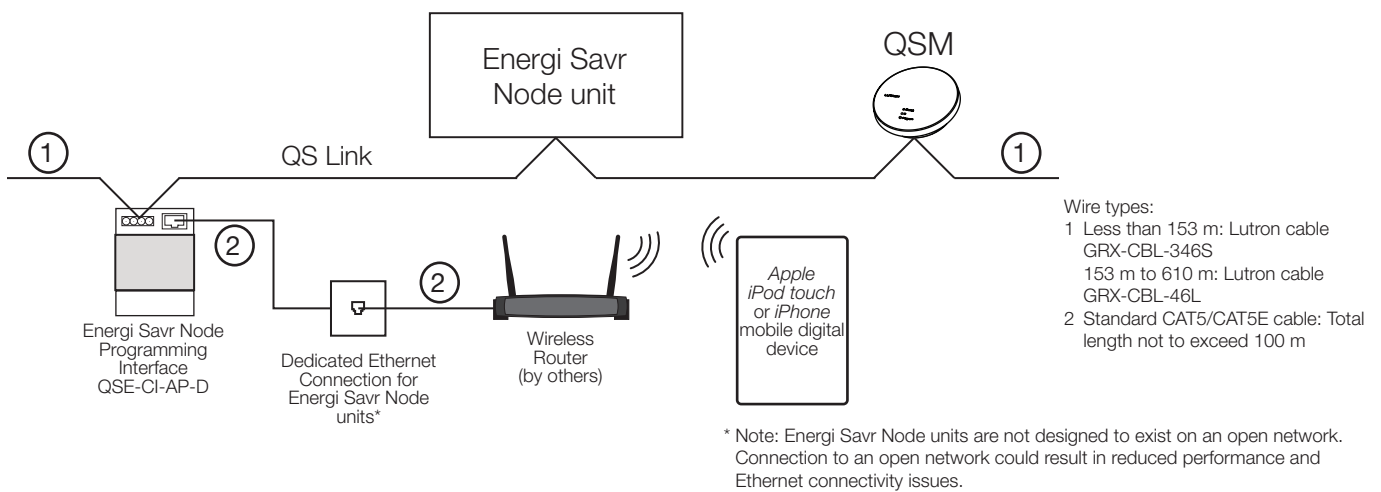 Energi Savr
Node unit
QSM
1
QS Link
1
2
2
Energi Savr Node
Programming
Interface
QSE-CI-AP-D
Dedicated Ethernet
Connection for
Energi Savr Node
units*
Wireless
Router
(by others)
Apple
iPod touch
or iPhone
mobile digital
device
Wire types:
1 Less than 153 m: Lutron cable
GRX-CBL-346S
153 m to 610 m: Lutron cable
GRX-CBL-46L
2 Standard CAT5/CAT5E cable: Total
length not to exceed 100 m
* Note: Energi Savr Node units are not designed to exist on an open network.
Connection to an open network could result in reduced performance and
Ethernet connectivity issues.